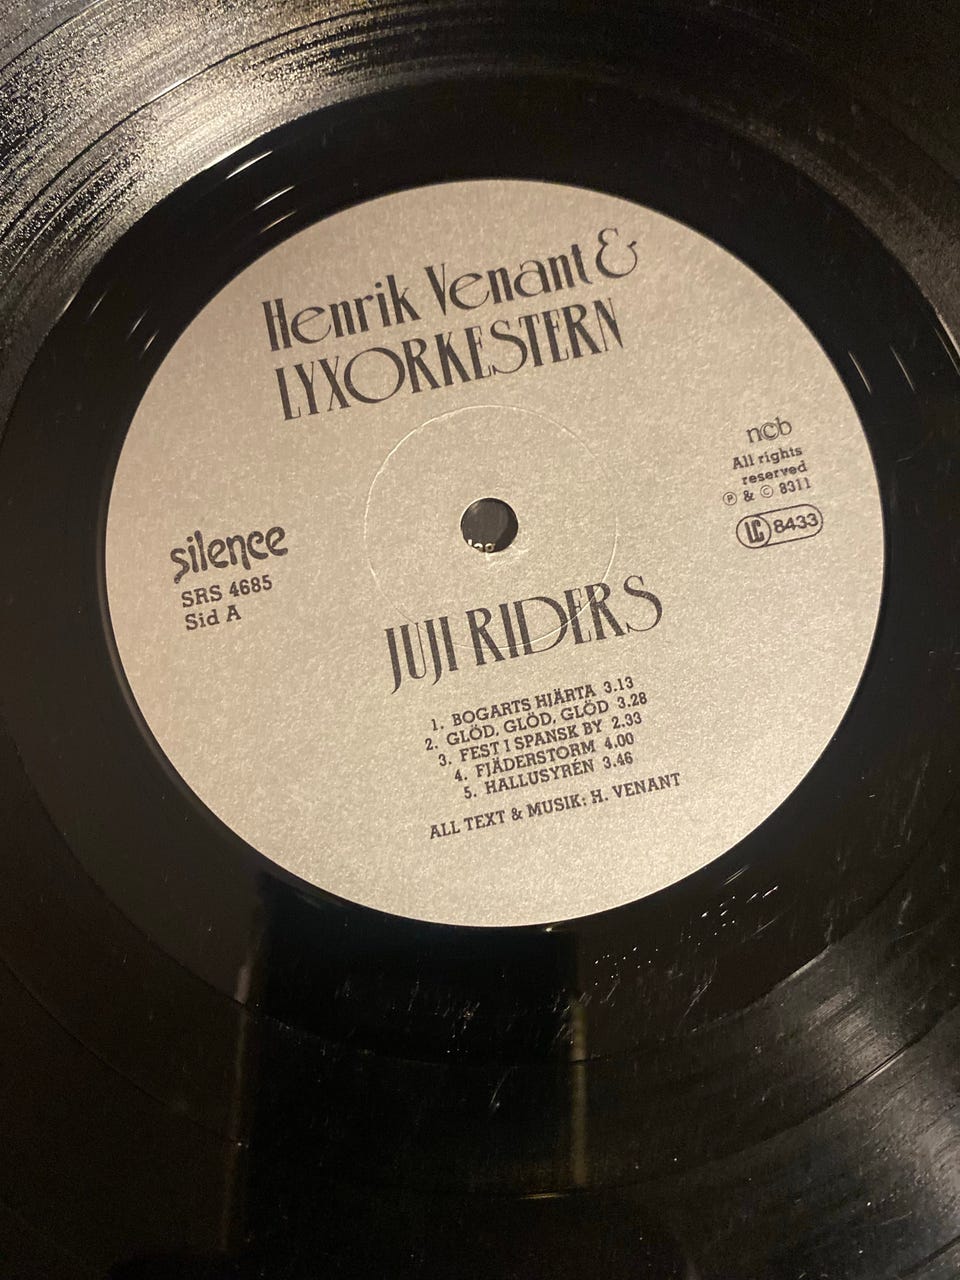 Henrik Venant &
LYXORKESTERN
ncb
All rights
reserved
Ⓟ & © 8311
LC 8433
silence
SRS 4685
Sid A
JUJI RIDERS
1. BOGARTS HJÄRTA 3.13
2. GLÖD, GLÖD, GLÖD 3.28
3. FEST I SPANSK BY 2.33
4. FJÄDERSTORM 4.00
5. HALLUSYRÉN 3.46
ALL TEXT & MUSIK: H. VENANT